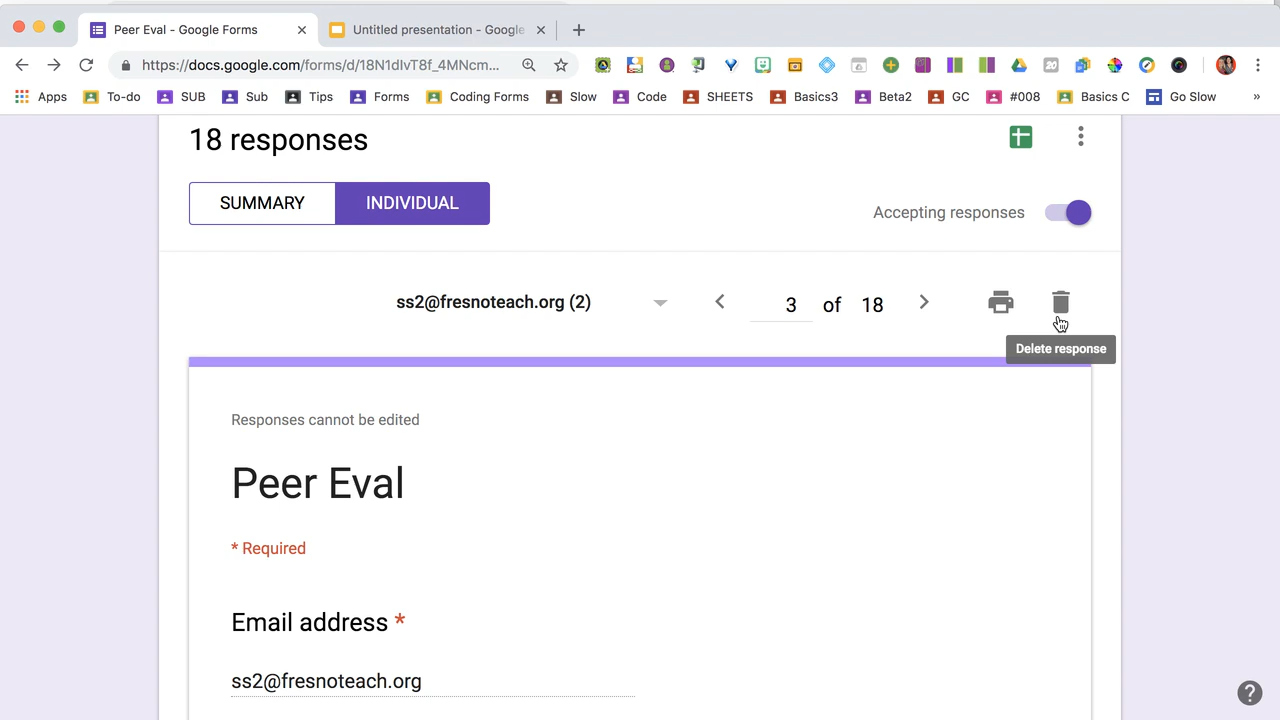 Peer Eval - Google Forms
Untitled presentation - Google
https://docs.google.com/forms/d/18N1dIvT8f_4MNcm...
20
Apps To-do SUB Sub Tips Forms Coding Forms Slow Code SHEETS Basics3 Beta2 GC #008 Basics C Go Slow »
18 responses
SUMMARY INDIVIDUAL
Accepting responses
ss2@fresnoteach.org (2) 3 of 18
Delete response
Responses cannot be edited
Peer Eval
* Required
Email address *
ss2@fresnoteach.org